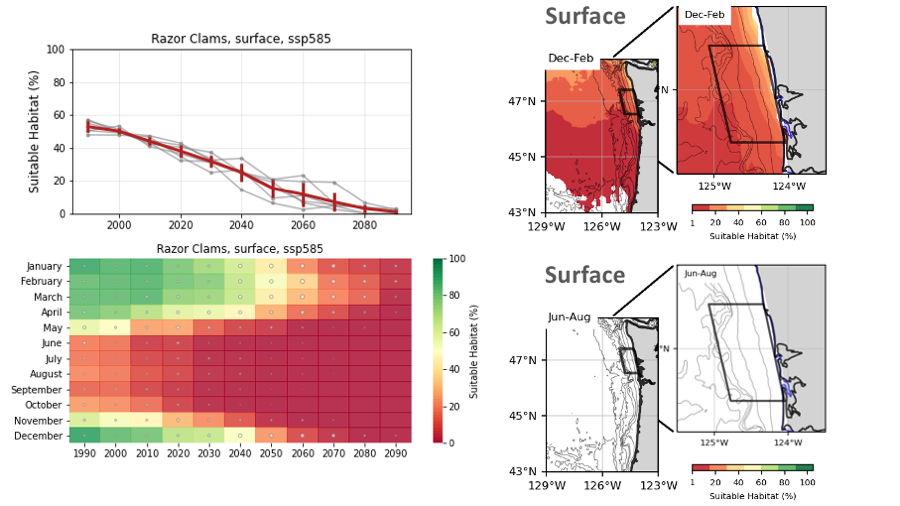 Razor Clams, surface, ssp585
Suitable Habitat (%)
100
80
60
40
20
0
2000
2020
2040
2060
2080
Razor Clams, surface, ssp585
January
February
March
April
May
June
July
August
September
October
November
December
1990 2000 2010 2020 2030 2040 2050 2060 2070 2080 2090
100
80
60
40
20
0
Suitable Habitat (%)
Surface
Dec-Feb
47°N
45°N
43°N
129°W 126°W 123°W
Dec-Feb
N
125°W 124°W
1 20 40 60 80 100
Suitable Habitat (%)
Surface
Jun-Aug
47°N
45°N
43°N
129°W 126°W 123°W
Jun-Aug
°N
125°W 124°W
1 20 40 60 80 100
Suitable Habitat (%)